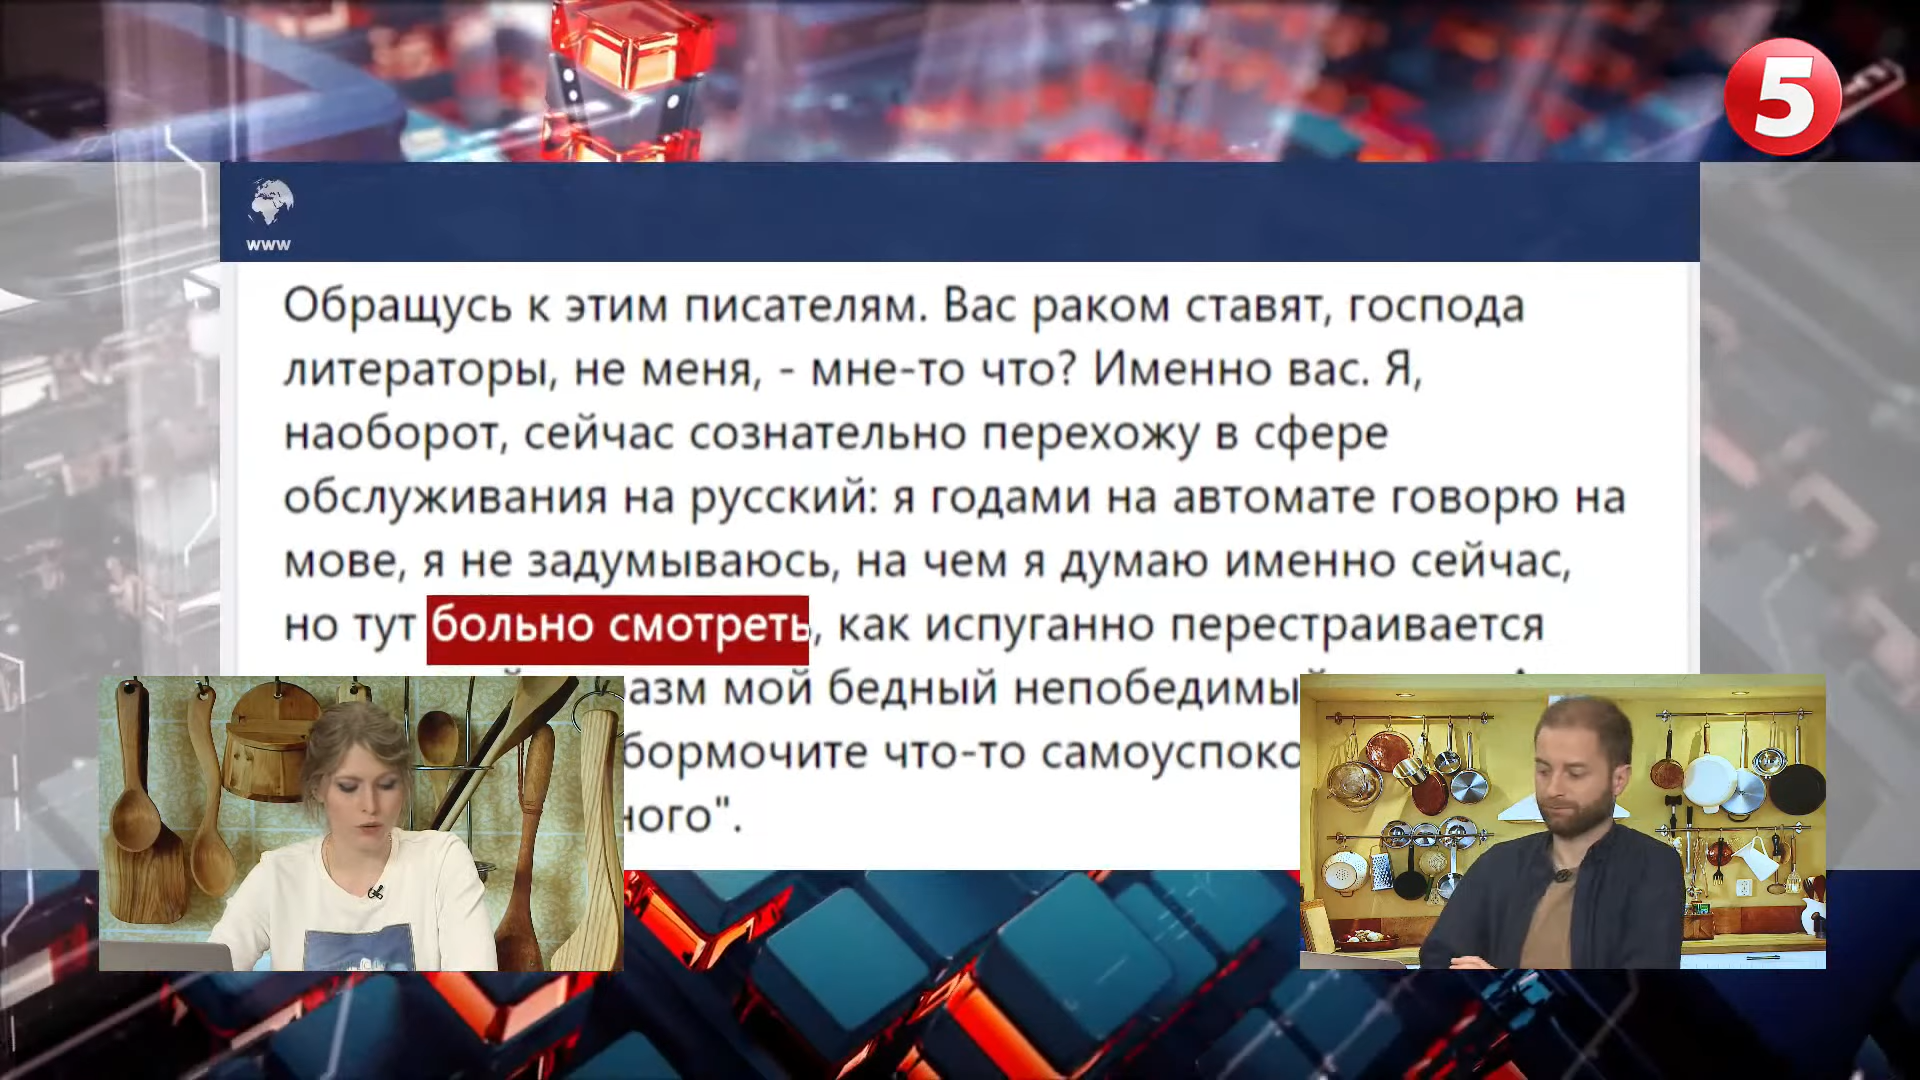 5
www
Обращусь к этим писателям. Вас раком ставят, господа
литераторы, не меня, - мне-то что? Именно вас. Я,
наоборот, сейчас сознательно перехожу в сфере
обслуживания на русский: я годами на автомате говорю на
мове, я не задумываюсь, на чем я думаю именно сейчас,
но тут больно смотреть, как испуганно перестраивается
азм мой бедный непобедимый
бормочите что-то самоуспоко
ного".